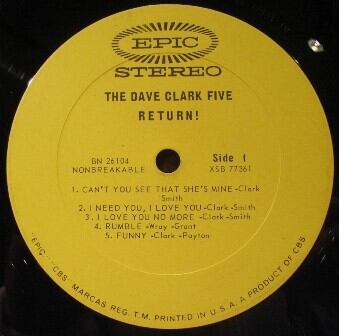 EPIC
STEREO
THE DAVE CLARK FIVE
RETURN!
BN 26104 Side 1
NONBREAKABLE XSB 77361
1. CAN'T YOU SEE THAT SHE'S MINE -Clark
Smith
2. I NEED YOU, I LOVE YOU -Clark -Smith
3. I LOVE YOU NO MORE -Clark -Smith
4. RUMBLE -Wray -Grant
5. FUNNY -Clark -Payton
"EPIC" "CBS" MARCAS REG. T.M. PRINTED IN U.S.A. A PRODUCT OF CBS